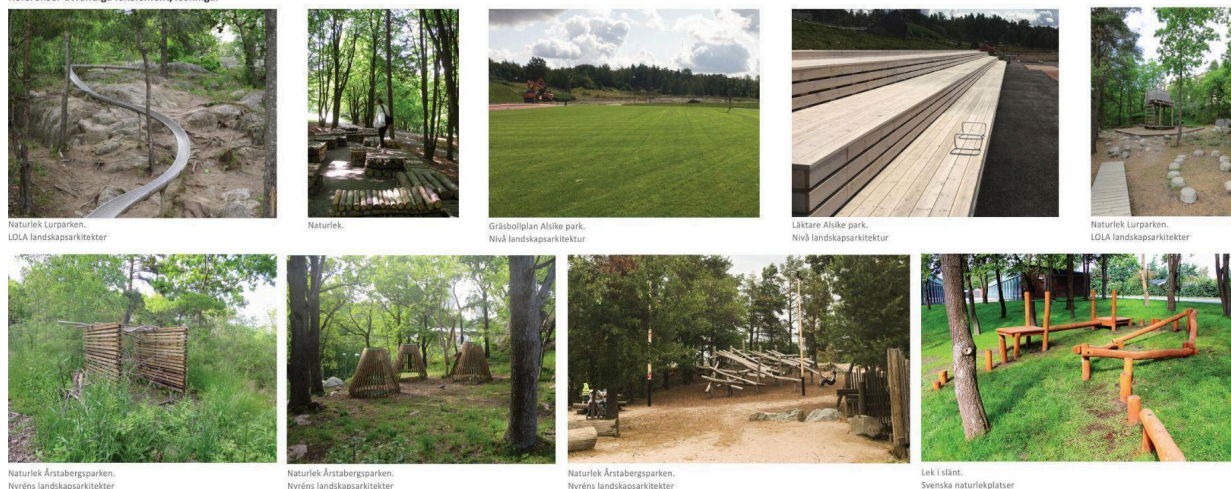 Naturlek Lurparken.
LOLA landskapsarkitekter
Naturlek.
Gräsbollplan Alsike park.
Nivå landskapsarkitektur
Läktare Alsike park.
Nivå landskapsarkitektur
Naturlek Lurparken.
LOLA landskapsarkitekter
Naturlek Årstabergsparken.
Nyréns landskapsarkitekter
Naturlek Årstabergsparken.
Nyréns landskapsarkitekter
Naturlek Årstabergsparken.
Nyréns landskapsarkitekter
Lek i slänt.
Svenska naturlekplatser